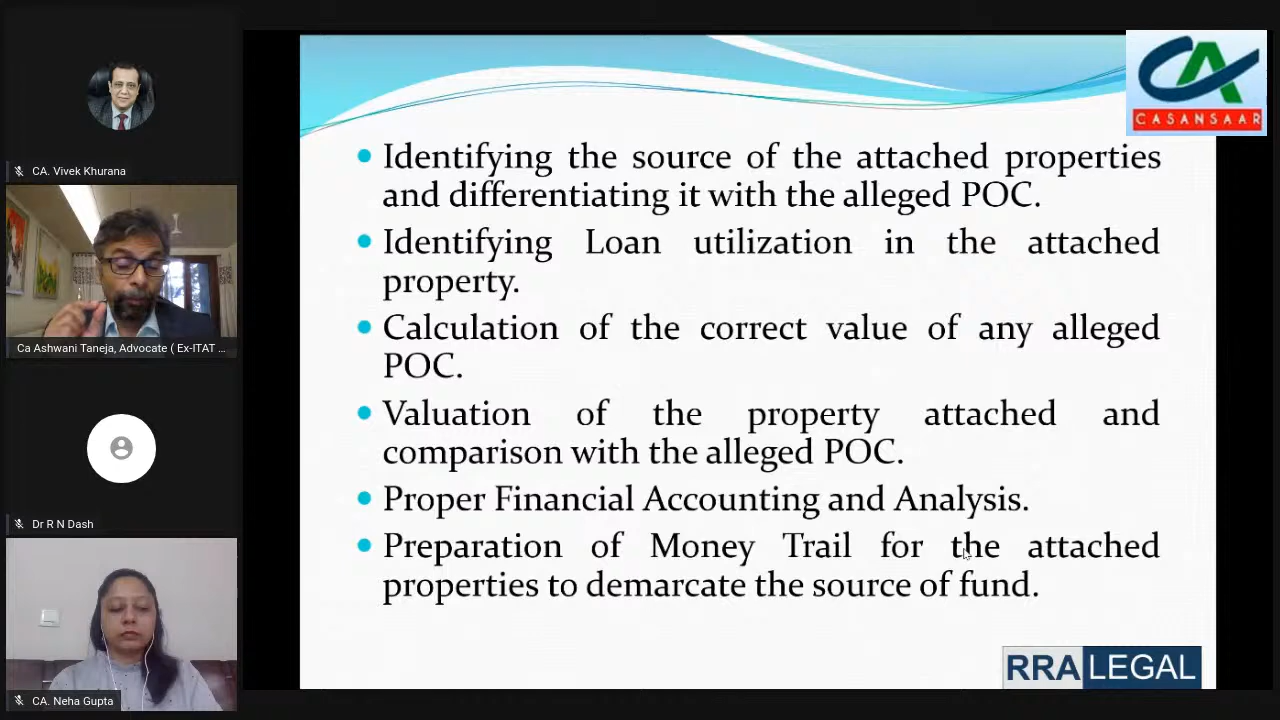 CA. Vivek Khurana
Ca Ashwani Taneja, Advocate ( Ex-ITAT ...
Dr R N Dash
CA. Neha Gupta
CA
CASANSAAR
• Identifying the source of the attached properties
and differentiating it with the alleged POC.
• Identifying Loan utilization in the attached
property.
• Calculation of the correct value of any alleged
POC.
• Valuation of the property attached and
comparison with the alleged POC.
• Proper Financial Accounting and Analysis.
• Preparation of Money Trail for the attached
properties to demarcate the source of fund.
RRA LEGAL